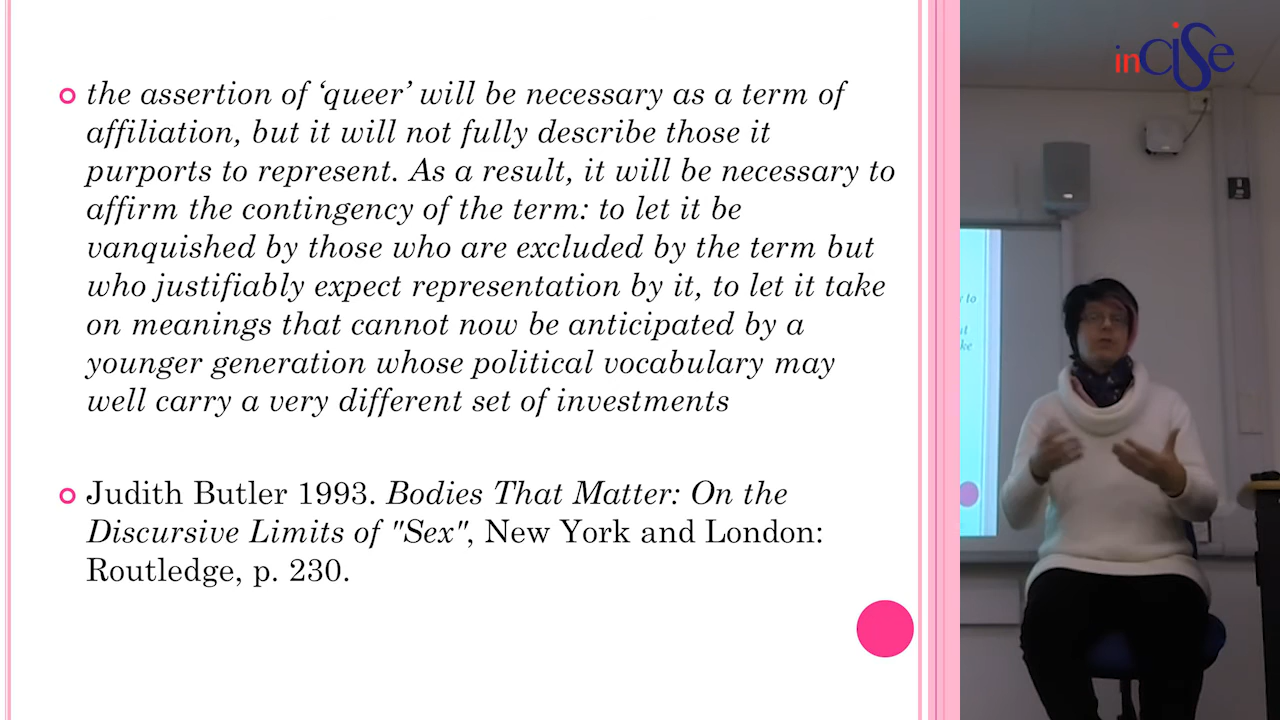 the assertion of ‘queer’ will be necessary as a term of
affiliation, but it will not fully describe those it
purports to represent. As a result, it will be necessary to
affirm the contingency of the term: to let it be
vanquished by those who are excluded by the term but
who justifiably expect representation by it, to let it take
on meanings that cannot now be anticipated by a
younger generation whose political vocabulary may
well carry a very different set of investments
Judith Butler 1993. Bodies That Matter: On the
Discursive Limits of "Sex", New York and London:
Routledge, p. 230.
inCiSe